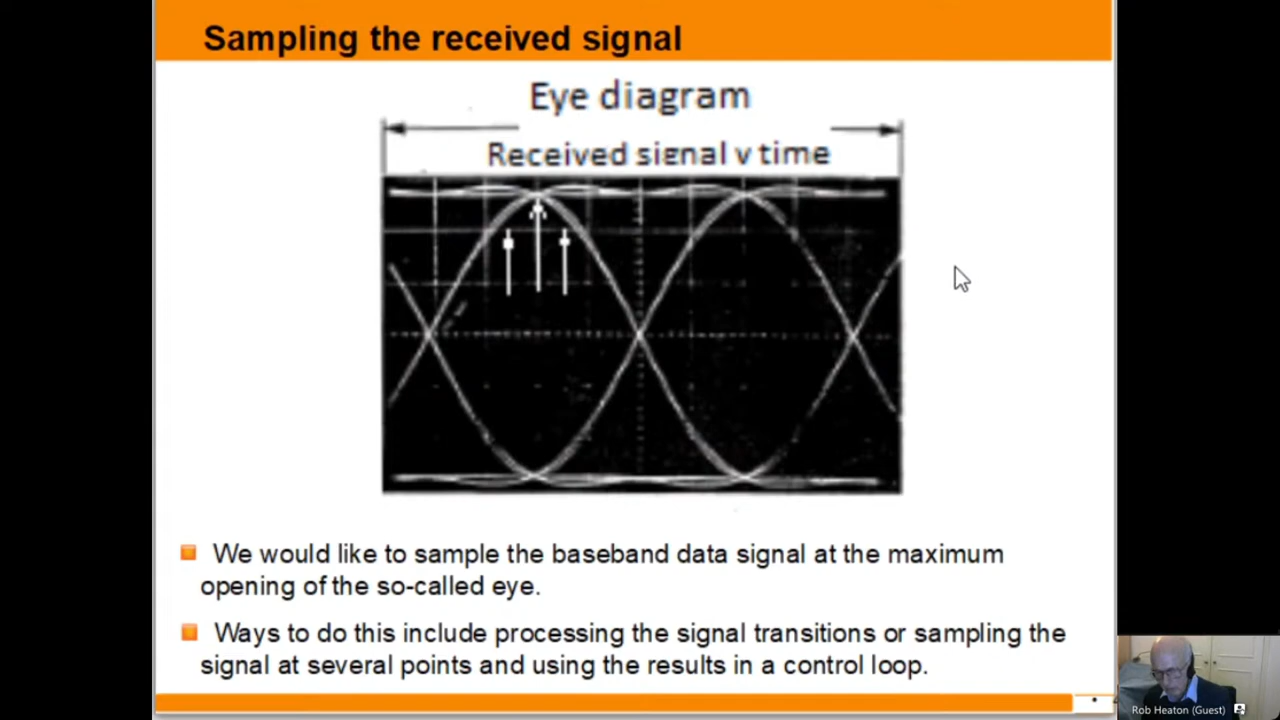 Sampling the received signal
Eye diagram
Received signal v time
We would like to sample the baseband data signal at the maximum
opening of the so-called eye.
Ways to do this include processing the signal transitions or sampling the
signal at several points and using the results in a control loop.
Rob Heaton (Guest)